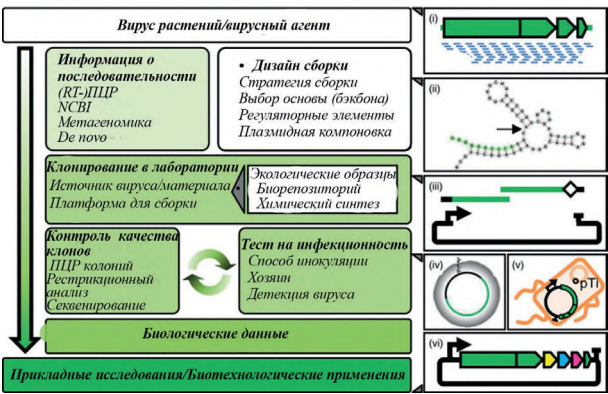 Вирус растений/вирусный агент
Информация о
последовательности
(RT-)ПЦР
NCBI
Метагеномика
De novo
• Дизайн сборки
Стратегия сборки
Выбор основы (бэкбона)
Регуляторные элементы
Плазмидная компоновка
Клонирование в лаборатории
Источник вируса/материала
Платформа для сборки
Экологические образцы
Биорепозиторий
Химический синтез
Контроль качества
клонов
ПЦР колоний
Рестрикционный
анализ
Секвенирование
Тест на инфекционность
Способ инокуляции
Хозяин
Детекция вируса
Биологические данные
Прикладные исследования/Биотехнологические применения
(i)
(ii)
(iii)
(iv)
(v)
pTi
(vi)